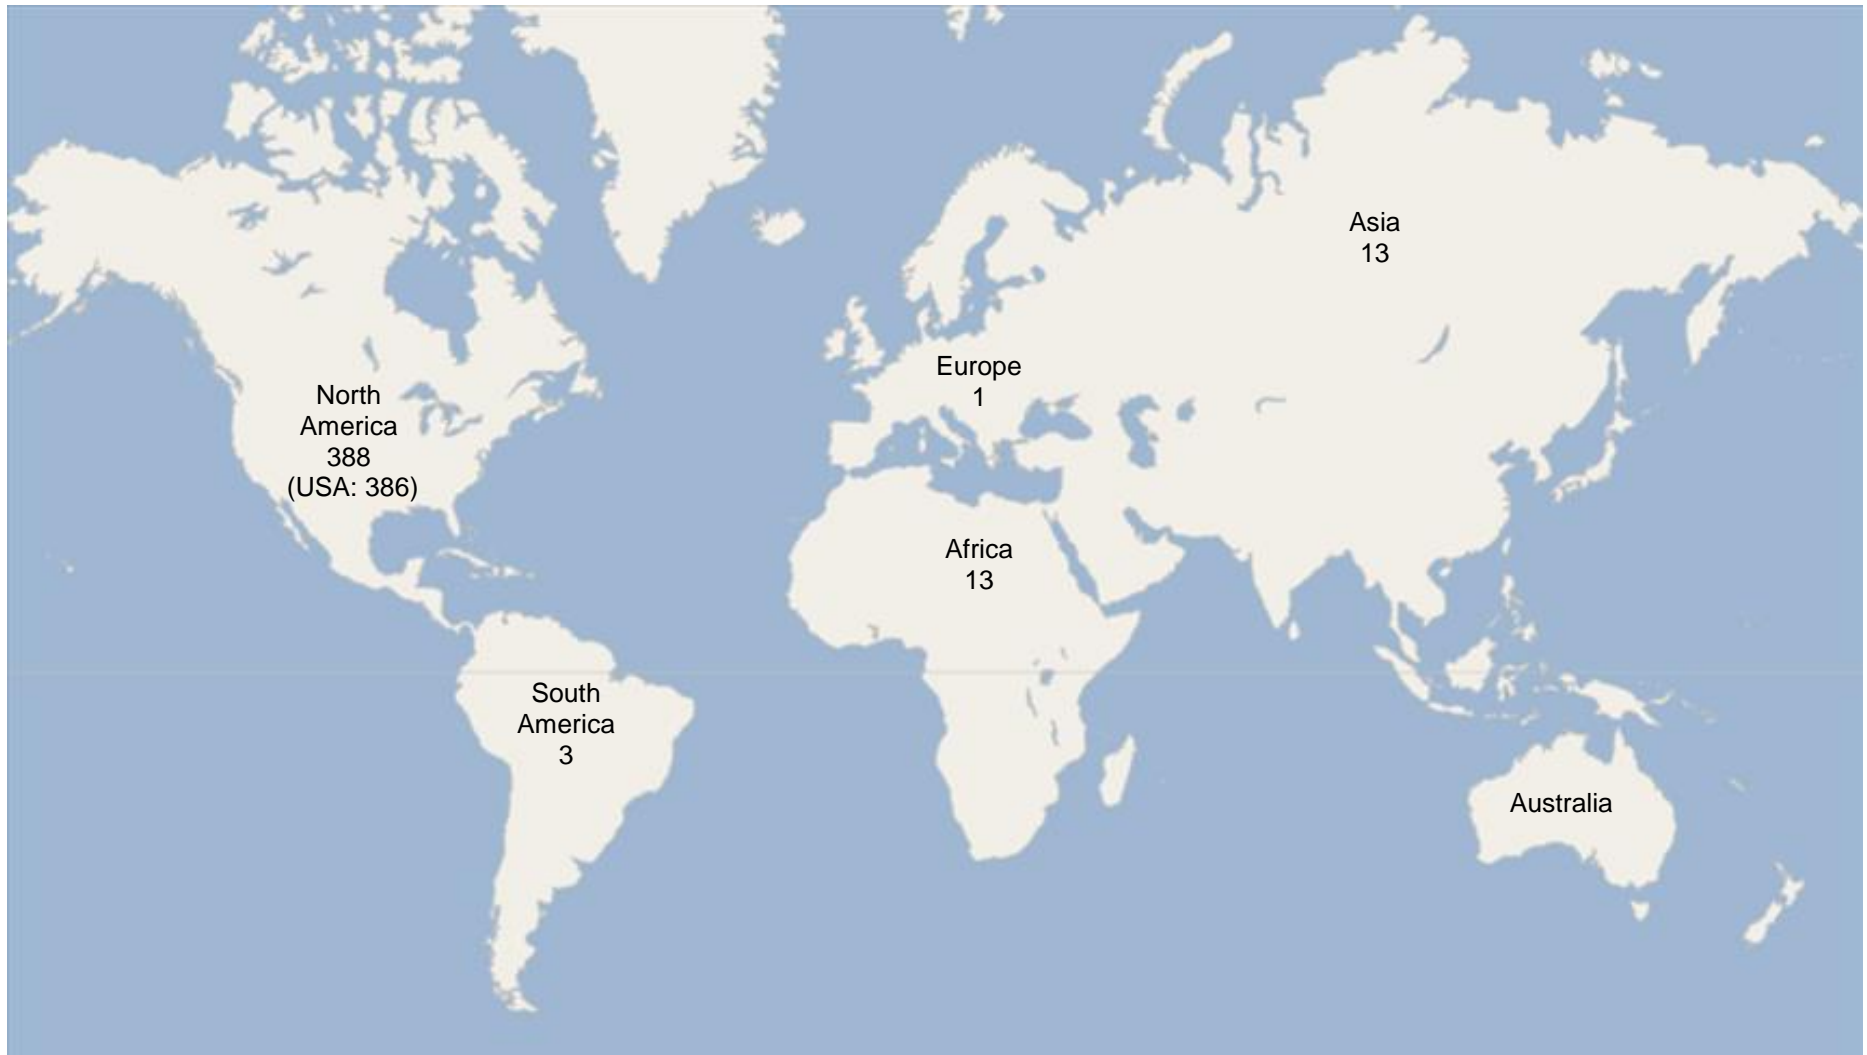 Asia
13
Europe
1
North
America
388
(USA: 386)
Africa
13
South
America
3
Australia